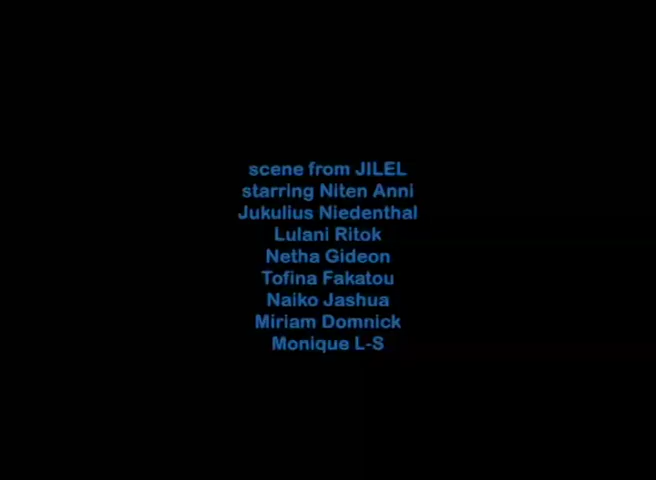 scene from JILEL
starring Niten Anni
Jukulius Niedenthal
Lulani Ritok
Netha Gideon
Tofina Fakatou
Naiko Jashua
Miriam Domnick
Monique L-S